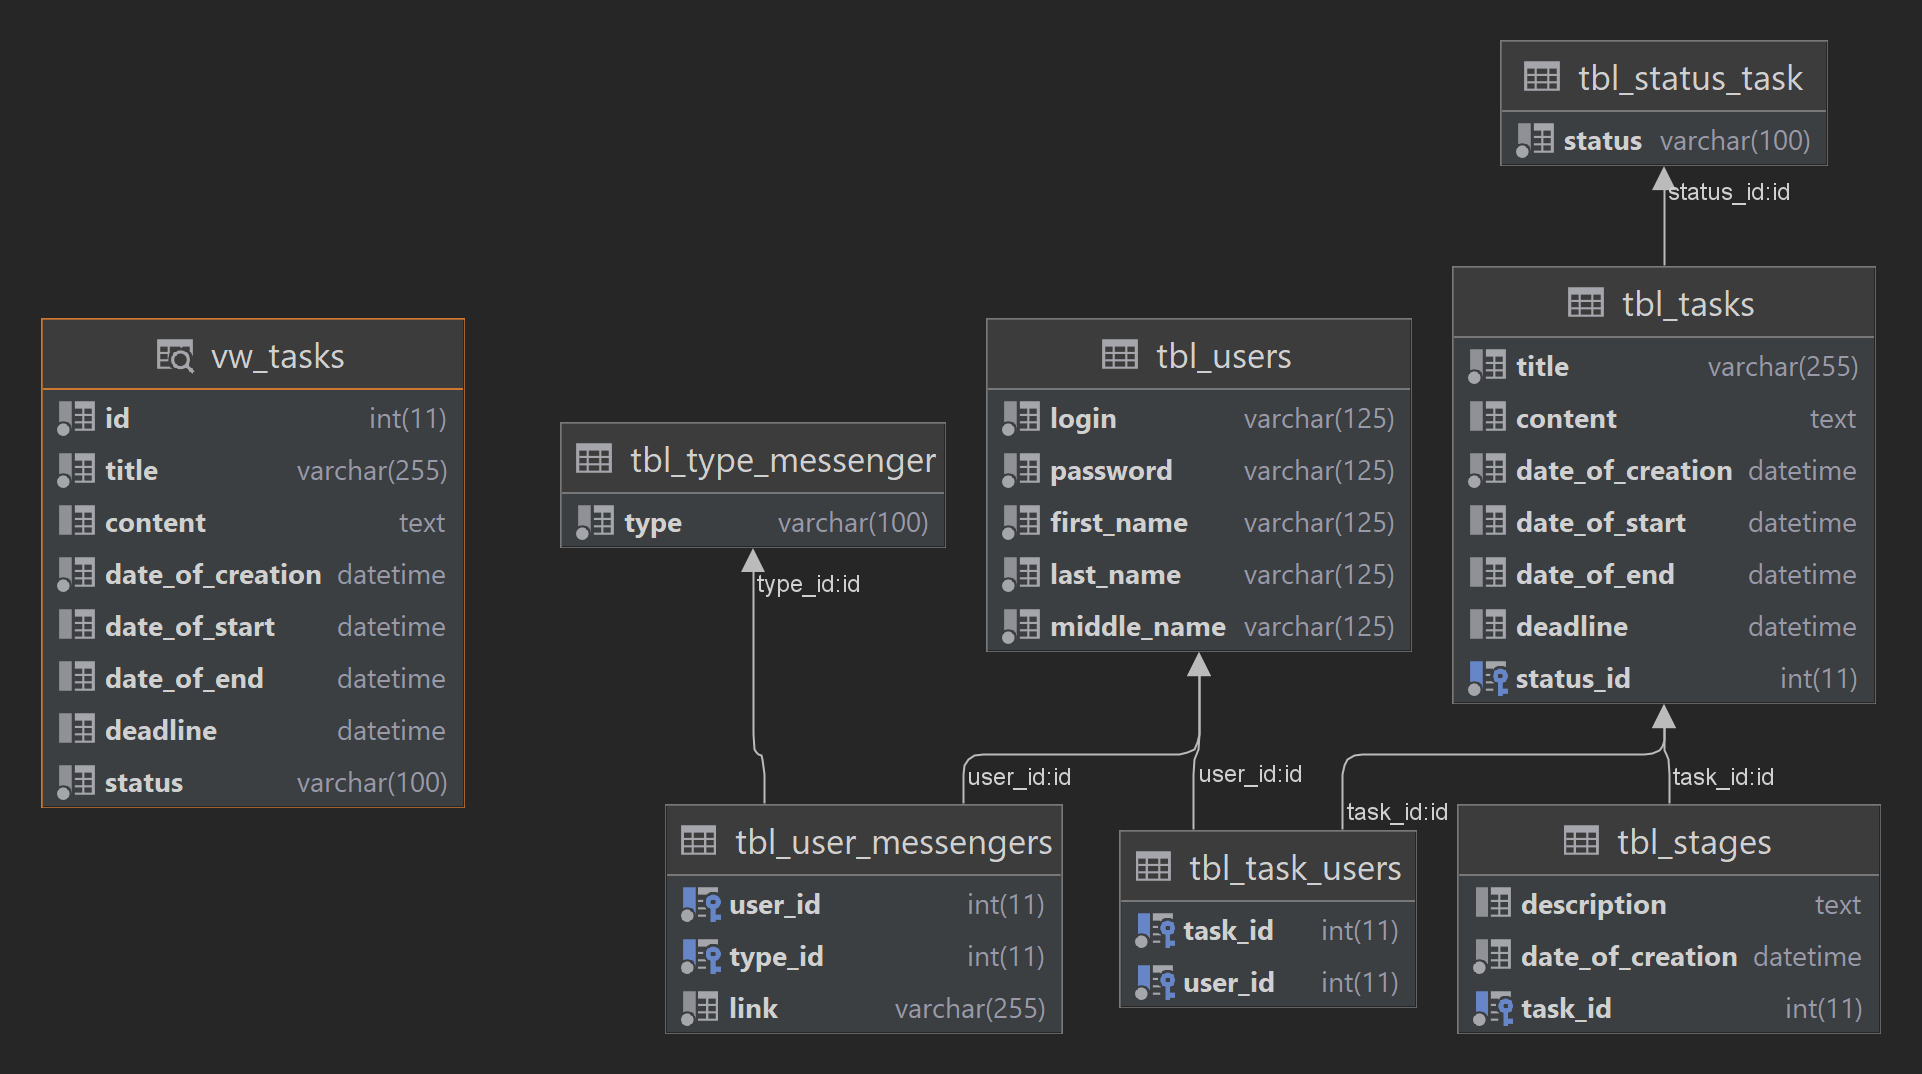 vw_tasks
id int(11)
title varchar(255)
content text
date_of_creation datetime
date_of_start datetime
date_of_end datetime
deadline datetime
status varchar(100)
tbl_type_messenger
type varchar(100)
type_id:id
tbl_users
login varchar(125)
password varchar(125)
first_name varchar(125)
last_name varchar(125)
middle_name varchar(125)
tbl_status_task
status varchar(100)
status_id:id
tbl_tasks
title varchar(255)
content text
date_of_creation datetime
date_of_start datetime
date_of_end datetime
deadline datetime
status_id int(11)
user_id:id
user_id:id
task_id:id
task_id:id
tbl_user_messengers
user_id int(11)
type_id int(11)
link varchar(255)
tbl_task_users
task_id int(11)
user_id int(11)
tbl_stages
description text
date_of_creation datetime
task_id int(11)